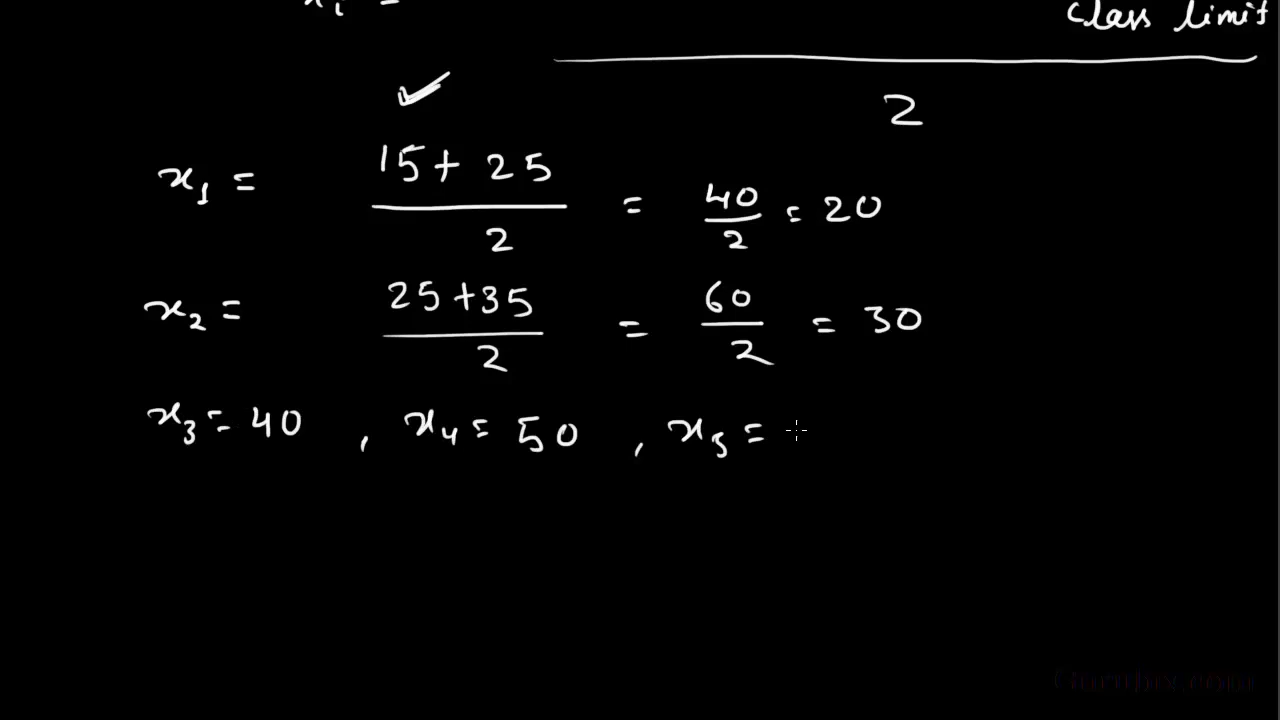 xi =
class limit
2
x1 = 15 + 25 / 2 = 40 / 2 = 20
x2 = 25 + 35 / 2 = 60 / 2 = 30
x3 = 40 , x4 = 50 , x5 =